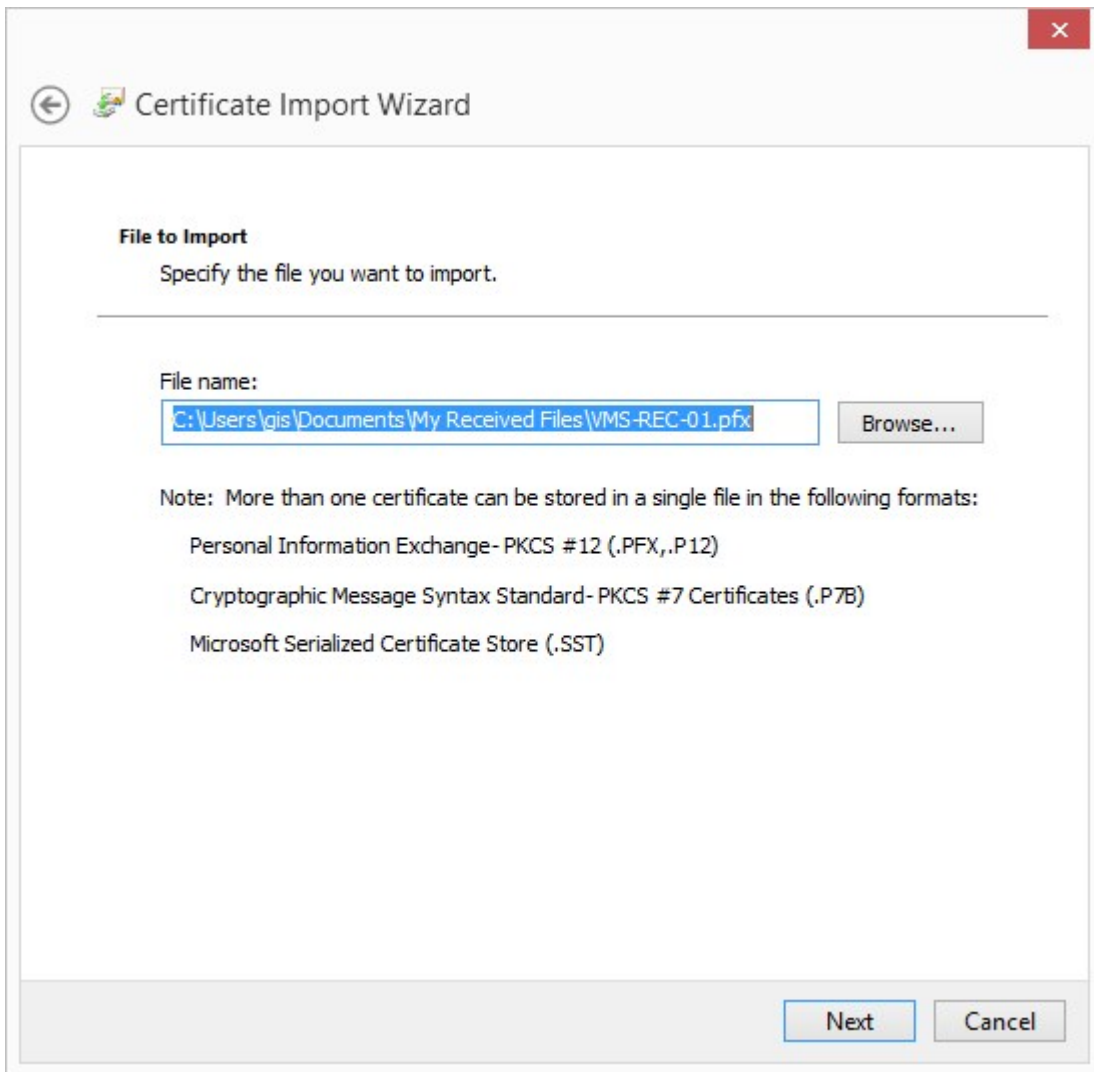 Certificate Import Wizard
File to Import
Specify the file you want to import.
File name:
C:\Users\gis\Documents\My Received Files\VMS-REC-01.pfx
Browse...
Note:  More than one certificate can be stored in a single file in the following formats:
Personal Information Exchange- PKCS #12 (.PFX,.P12)
Cryptographic Message Syntax Standard- PKCS #7 Certificates (.P7B)
Microsoft Serialized Certificate Store (.SST)
Next
Cancel